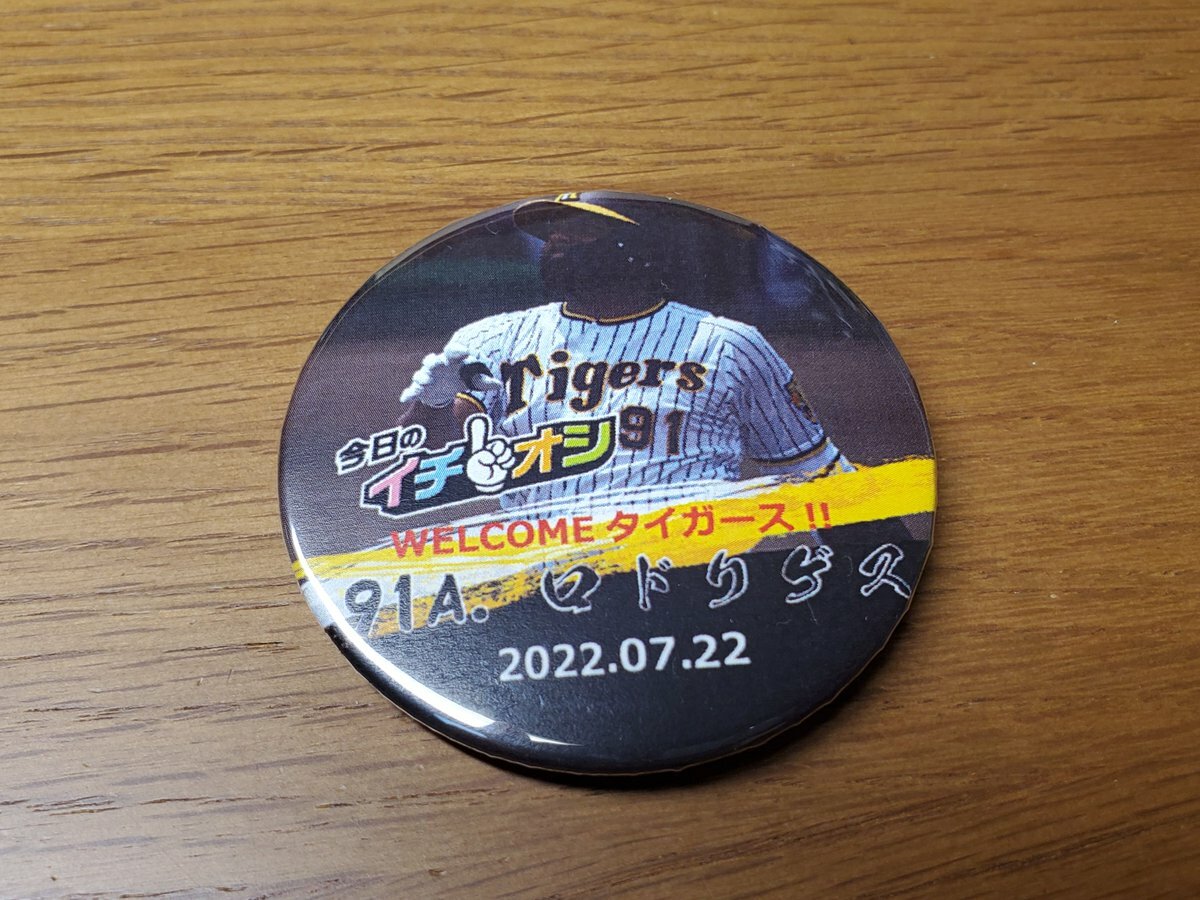 Tigers
91
今日の
イチオシ
WELCOME タイガース!!
91 A. ロドリゲス
2022.07.22